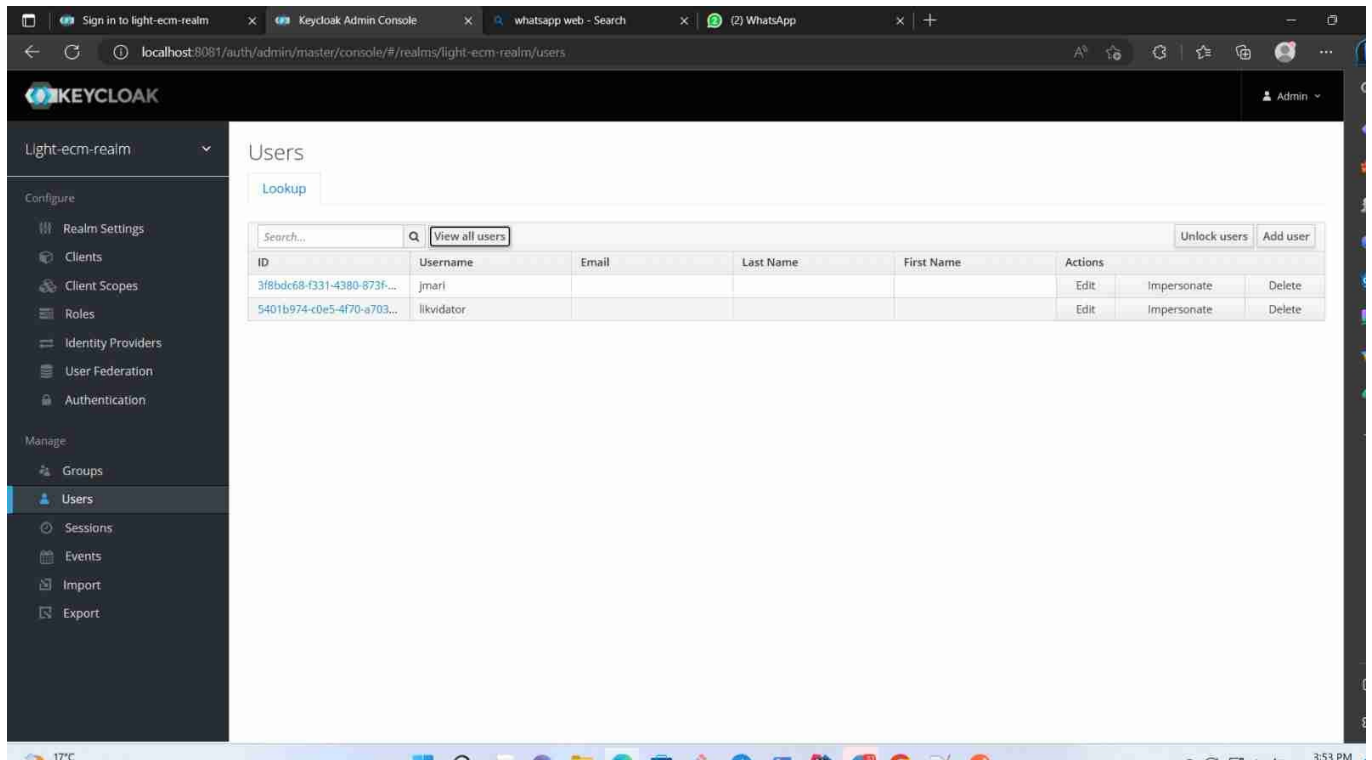 Sign in to light-ecm-realm
Keycloak Admin Console
whatsapp web - Search
(2) WhatsApp
localhost:8081/auth/admin/master/console/#/realms/light-ecm-realm/users
KEYCLOAK
Admin
Light-ecm-realm
Users
Lookup
Configure
Realm Settings
Clients
Client Scopes
Roles
Identity Providers
User Federation
Authentication
Manage
Groups
Users
Sessions
Events
Import
Export
Search... View all users Unlock users Add user
ID Username Email Last Name First Name Actions
3f8bdc68-f331-4380-873f-... jmari Edit Impersonate Delete
5401b974-c0e5-4f70-a703... likvidator Edit Impersonate Delete
17°C
3:53 PM